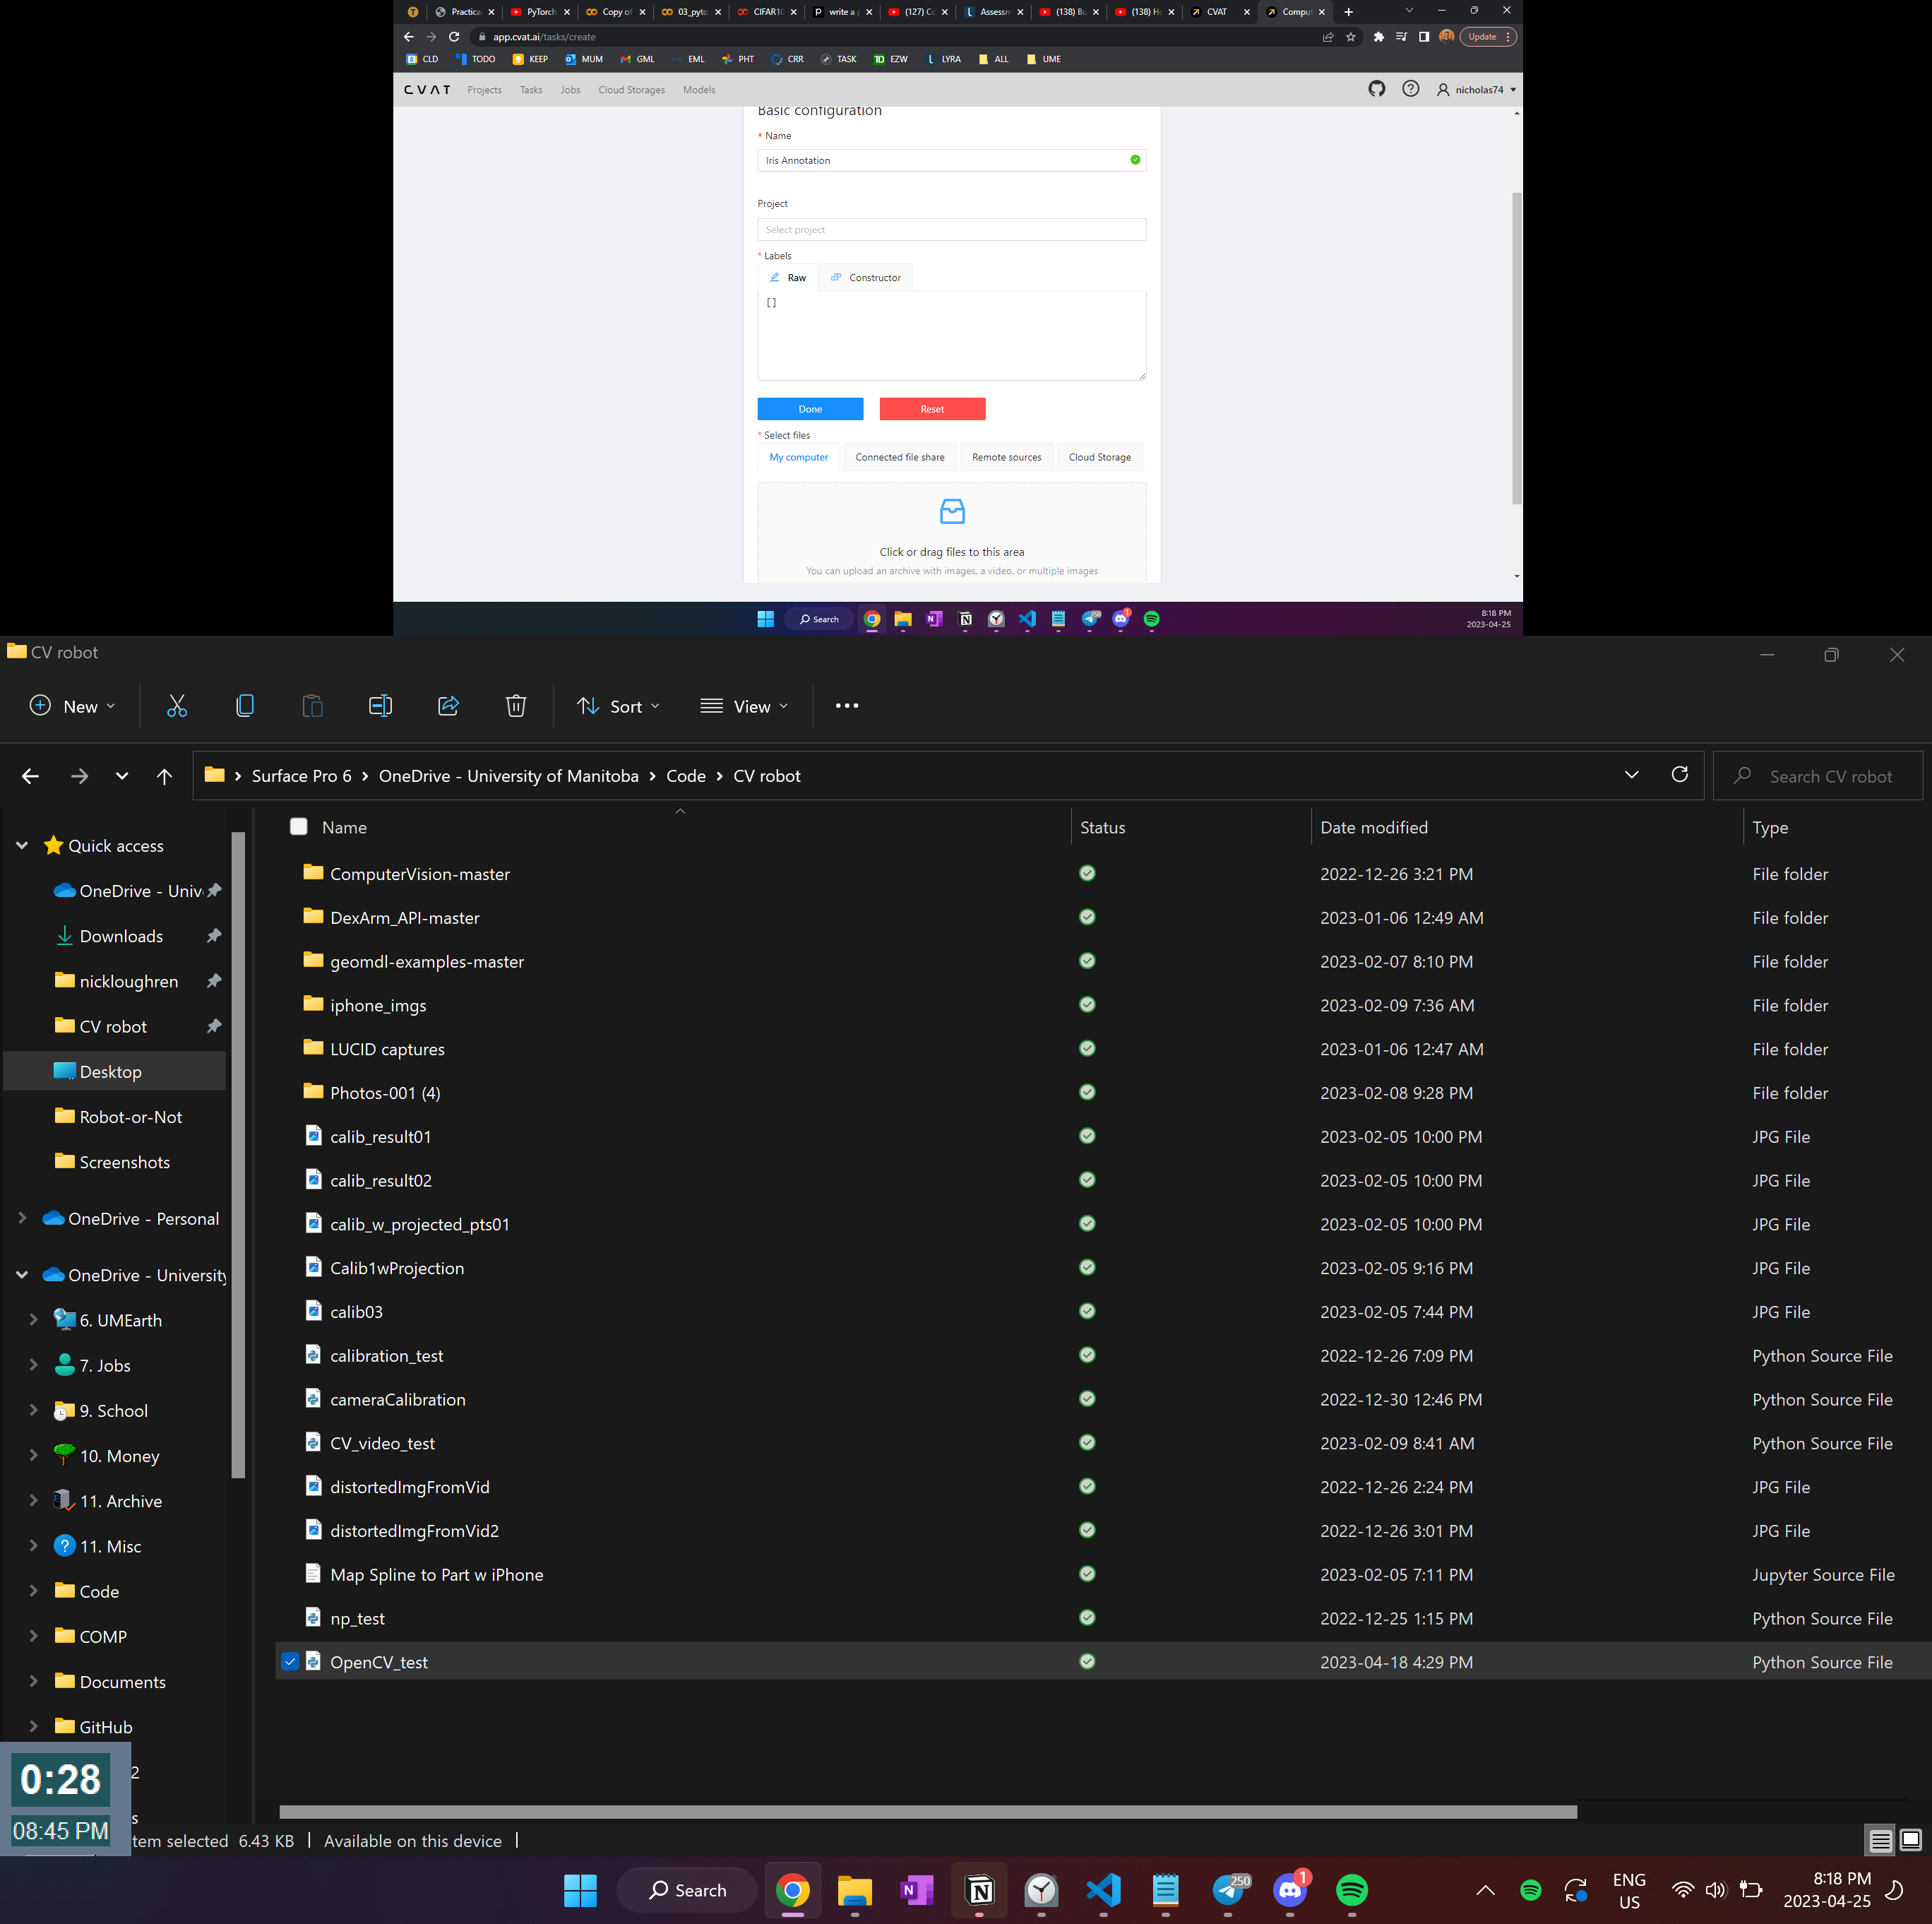 Practica
PyTorch
Copy of
03_pyto
CIFAR10
write a p
(127) Co
Assessm
(138) Bu
(138) Ho
CVAT
Comput
app.cvat.ai/tasks/create
Update
CLD TODO KEEP MUM GML EML PHT CRR TASK EZW LYRA ALL UME
CVAT Projects Tasks Jobs Cloud Storages Models nicholas74
Basic configuration
* Name
Iris Annotation
Project
Select project
* Labels
Raw Constructor
[]
Done Reset
* Select files
My computer Connected file share Remote sources Cloud Storage
Click or drag files to this area
You can upload an archive with images, a video, or multiple images
Search
1
8:18 PM
2023-04-25
CV robot
New Sort View
Surface Pro 6 › OneDrive - University of Manitoba › Code › CV robot
Search CV robot
Name Status Date modified Type
Quick access
OneDrive - Univ
Downloads
nickloughren
CV robot
Desktop
Robot-or-Not
Screenshots
OneDrive - Personal
OneDrive - University
6. UMEarth
7. Jobs
9. School
10. Money
11. Archive
11. Misc
Code
COMP
Documents
GitHub
2
s
ComputerVision-master 2022-12-26 3:21 PM File folder
DexArm_API-master 2023-01-06 12:49 AM File folder
geomdl-examples-master 2023-02-07 8:10 PM File folder
iphone_imgs 2023-02-09 7:36 AM File folder
LUCID captures 2023-01-06 12:47 AM File folder
Photos-001 (4) 2023-02-08 9:28 PM File folder
calib_result01 2023-02-05 10:00 PM JPG File
calib_result02 2023-02-05 10:00 PM JPG File
calib_w_projected_pts01 2023-02-05 10:00 PM JPG File
Calib1wProjection 2023-02-05 9:16 PM JPG File
calib03 2023-02-05 7:44 PM JPG File
calibration_test 2022-12-26 7:09 PM Python Source File
cameraCalibration 2022-12-30 12:46 PM Python Source File
CV_video_test 2023-02-09 8:41 AM Python Source File
distortedImgFromVid 2022-12-26 2:24 PM JPG File
distortedImgFromVid2 2022-12-26 3:01 PM JPG File
Map Spline to Part w iPhone 2023-02-05 7:11 PM Jupyter Source File
np_test 2022-12-25 1:15 PM Python Source File
OpenCV_test 2023-04-18 4:29 PM Python Source File
0:28
08:45 PM
tem selected 6.43 KB Available on this device
Search
250
1
ENG
US
8:18 PM
2023-04-25